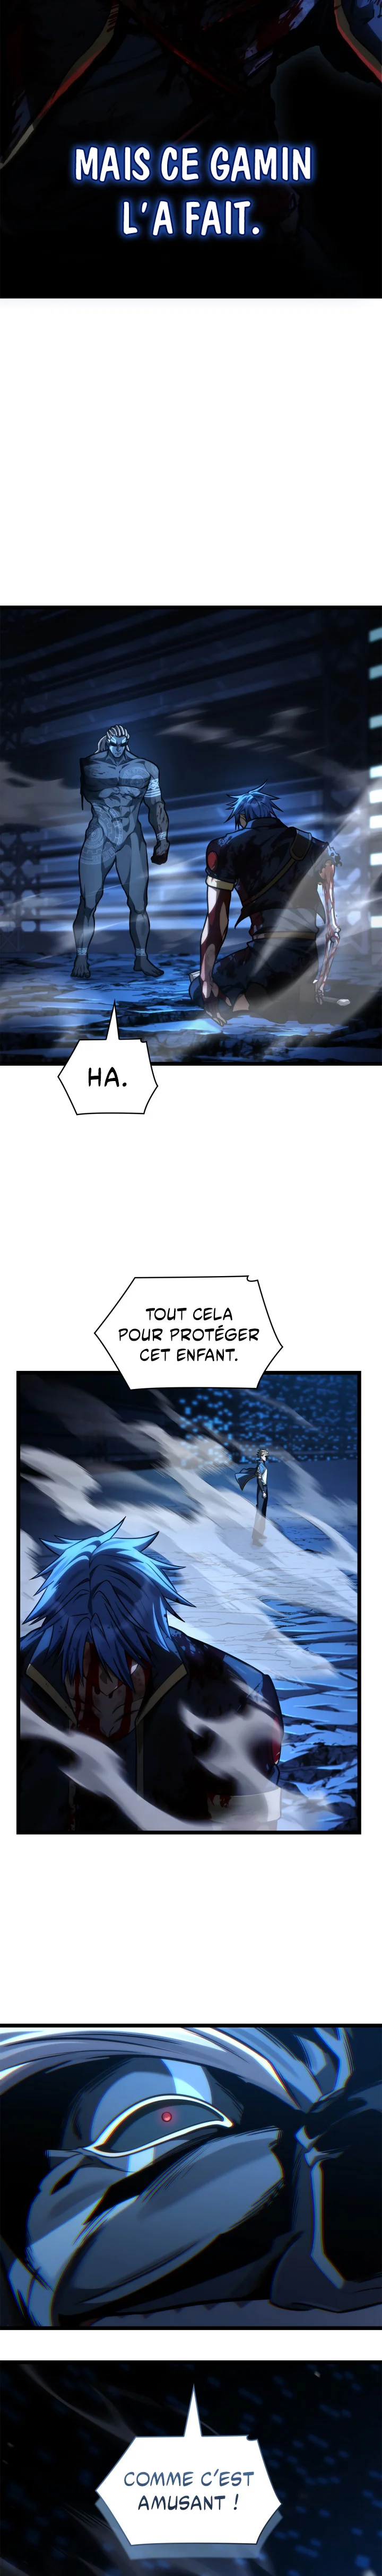 MAIS CE GAMIN
L'A FAIT.
HA.
TOUT CELA
POUR PROTÉGER
CET ENFANT.
COMME C'EST
AMUSANT !